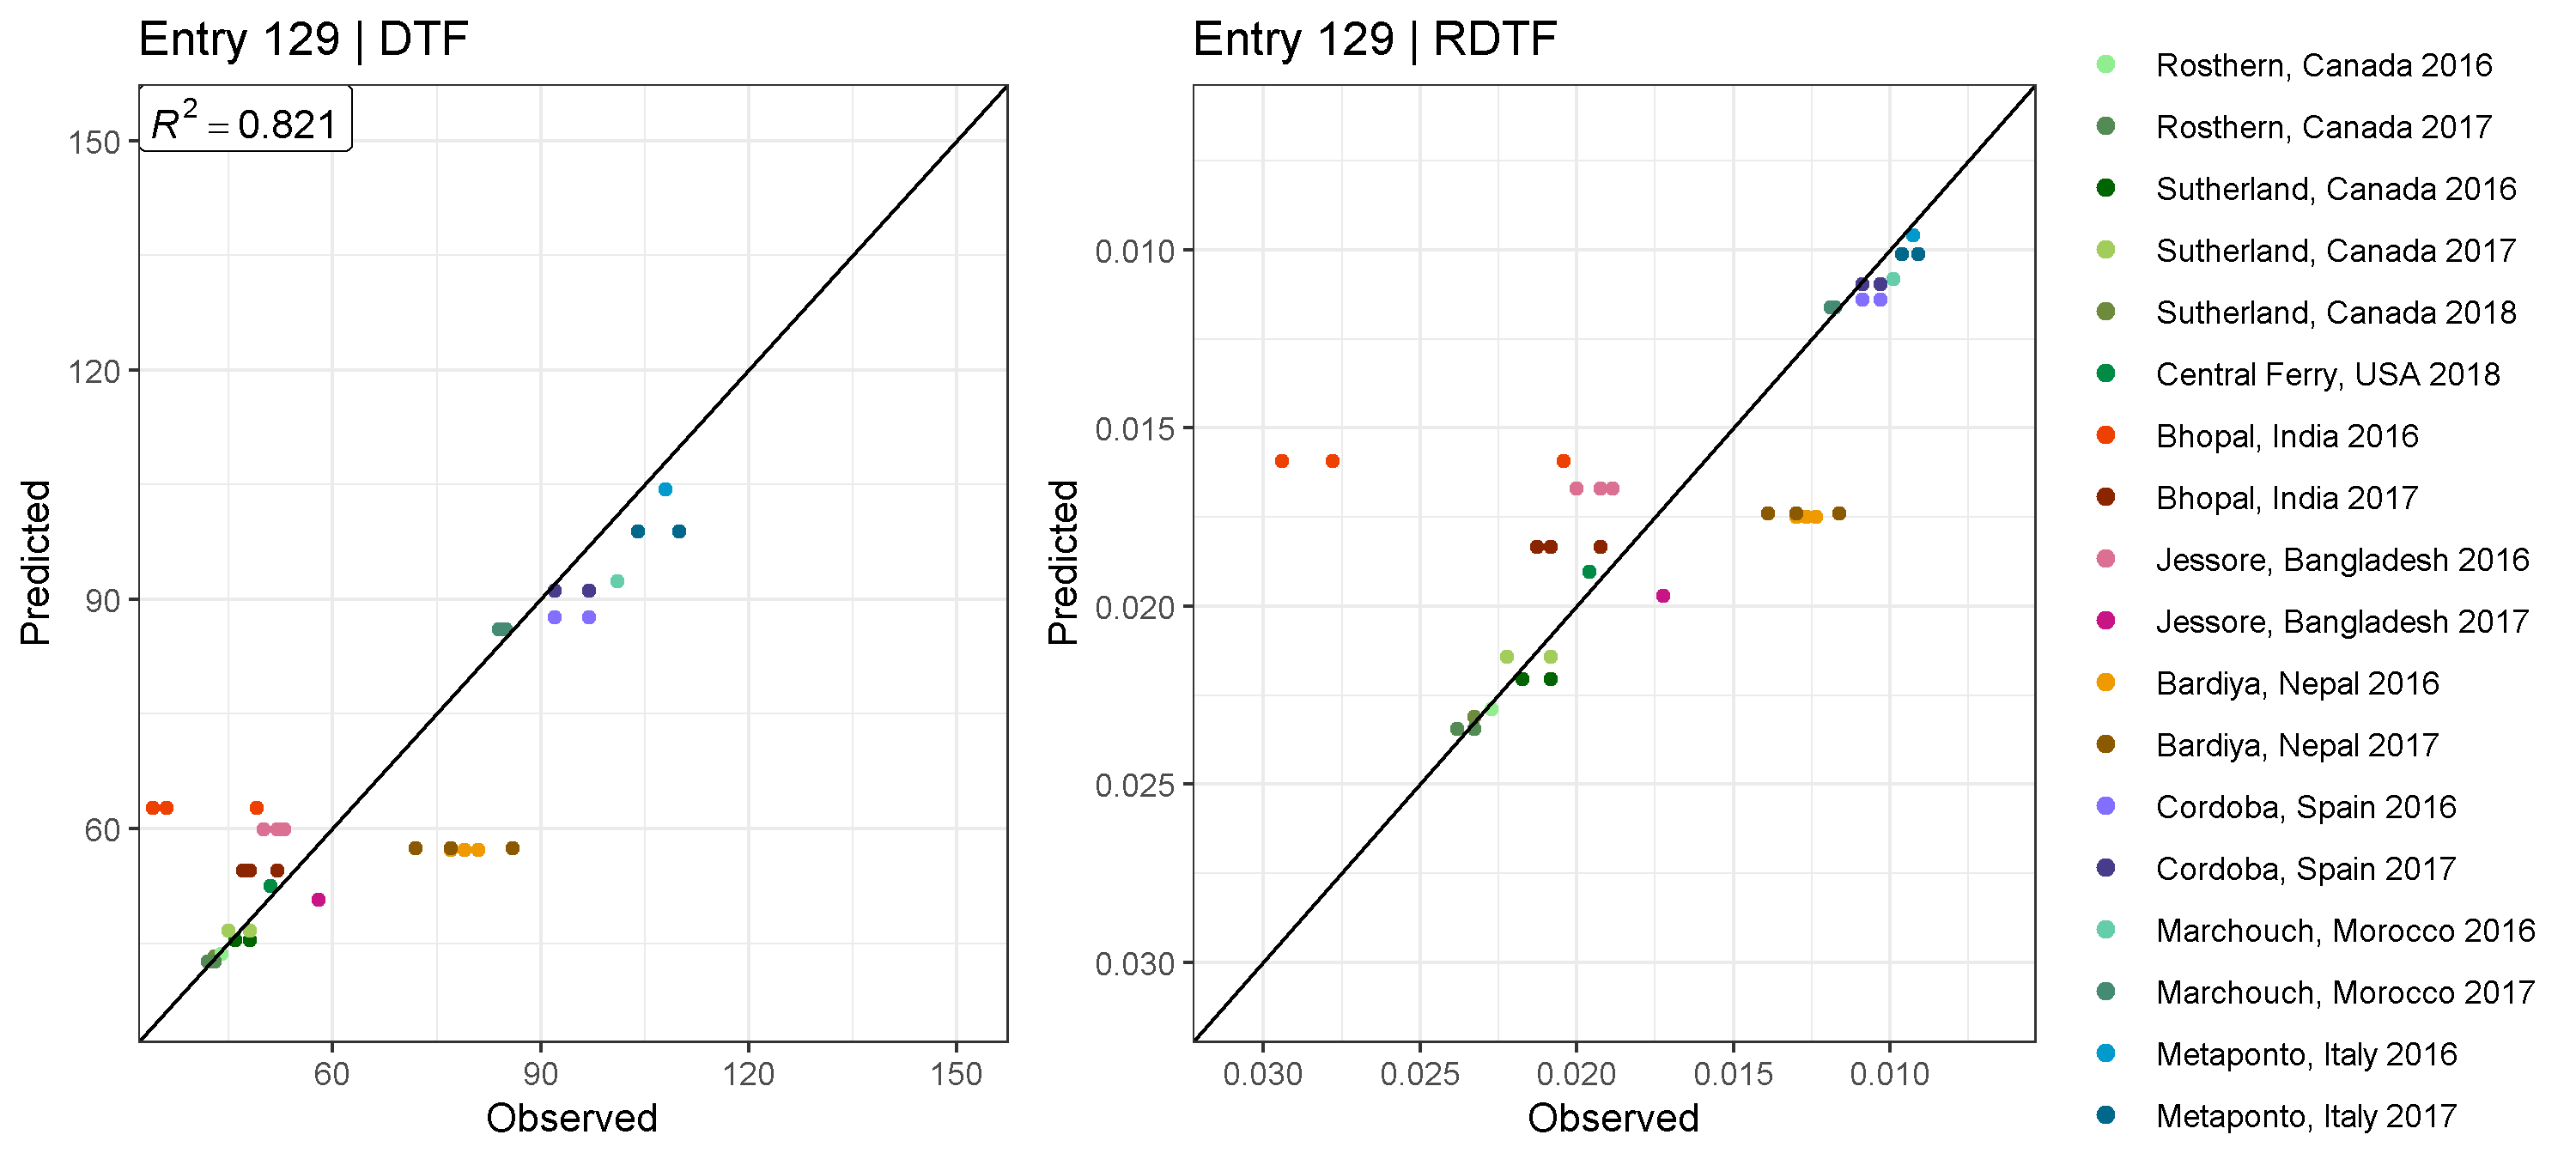 Entry 129 | DTF
R² = 0.821
150
120
90
60
Predicted
60
90
120
150
Observed
Entry 129 | RDTF
0.010
0.015
0.020
0.025
0.030
Predicted
0.030
0.025
0.020
0.015
0.010
Observed
Rosthern, Canada 2016
Rosthern, Canada 2017
Sutherland, Canada 2016
Sutherland, Canada 2017
Sutherland, Canada 2018
Central Ferry, USA 2018
Bhopal, India 2016
Bhopal, India 2017
Jessore, Bangladesh 2016
Jessore, Bangladesh 2017
Bardiya, Nepal 2016
Bardiya, Nepal 2017
Cordoba, Spain 2016
Cordoba, Spain 2017
Marchouch, Morocco 2016
Marchouch, Morocco 2017
Metaponto, Italy 2016
Metaponto, Italy 2017